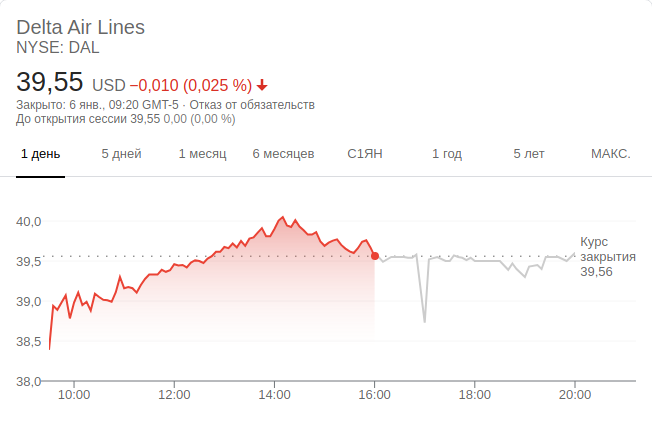 Delta Air Lines
NYSE: DAL
39,55 USD −0,010 (0,025 %)
Закрыто: 6 янв., 09:20 GMT-5 · Отказ от обязательств
До открытия сессии 39,55 0,00 (0,00 %)
1 день 5 дней 1 месяц 6 месяцев С1ЯН 1 год 5 лет МАКС.
40,0
39,5
39,0
38,5
38,0
Курс
закрытия
39,56
10:00 12:00 14:00 16:00 18:00 20:00